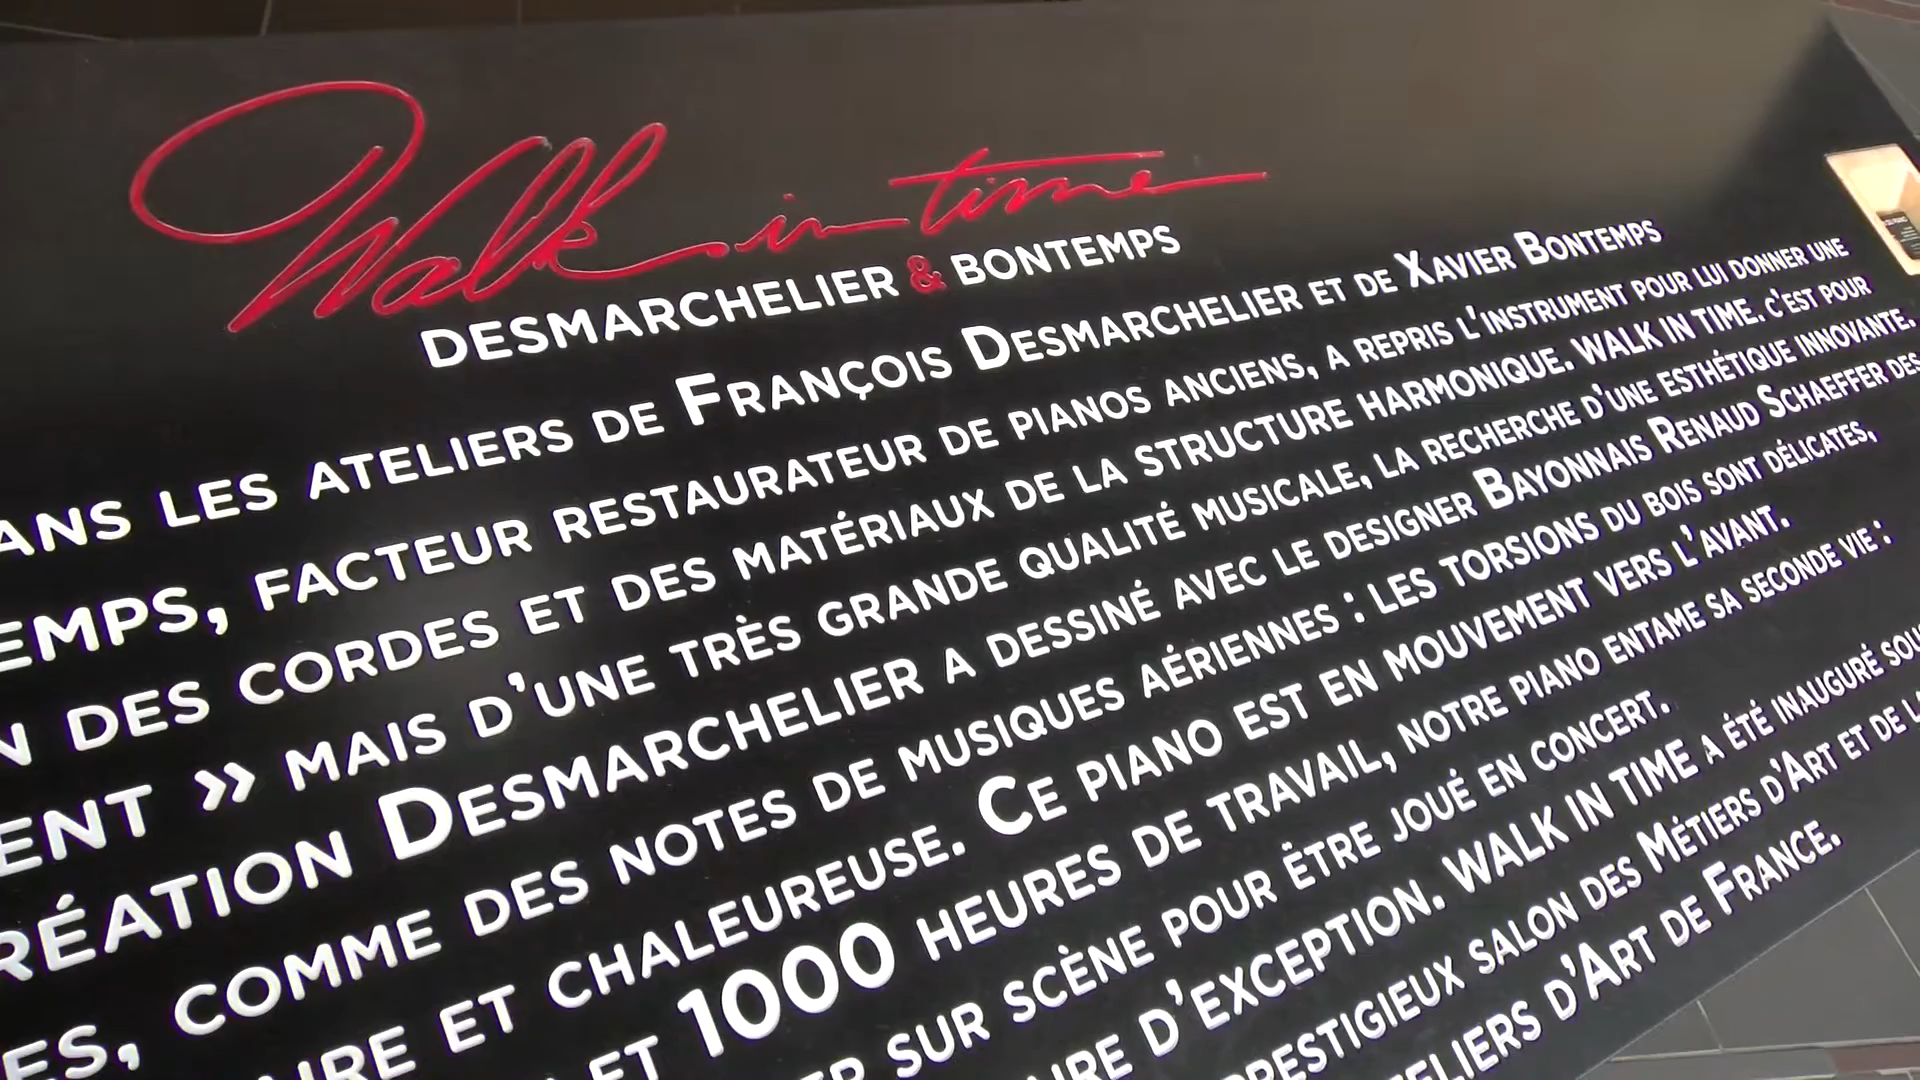 Walk in time
DESMARCHELIER & BONTEMPS
ANS LES ATELIERS DE FRANÇOIS DESMARCHELIER ET DE XAVIER BONTEMPS
EMPS, FACTEUR RESTAURATEUR DE PIANOS ANCIENS, A REPRIS L'INSTRUMENT POUR LUI DONNER UNE
N DES CORDES ET DES MATÉRIAUX DE LA STRUCTURE HARMONIQUE. WALK IN TIME. C'EST POUR
ENT » MAIS D'UNE TRÈS GRANDE QUALITÉ MUSICALE, LA RECHERCHE D'UNE ESTHÉTIQUE INNOVANTE.
RÉATION DESMARCHELIER A DESSINÉ AVEC LE DESIGNER BAYONNAIS RENAUD SCHAEFFER DES
ES, COMME DES NOTES DE MUSIQUES AÉRIENNES : LES TORSIONS DU BOIS SONT DÉLICATES,
URE ET CHALEUREUSE. CE PIANO EST EN MOUVEMENT VERS L'AVANT.
ET 1000 HEURES DE TRAVAIL, NOTRE PIANO ENTAME SA SECONDE VIE :
ER SUR SCÈNE POUR ÊTRE JOUÉ EN CONCERT.
IRE D'EXCEPTION. WALK IN TIME A ÉTÉ INAUGURÉ SOU
PRESTIGIEUX SALON DES MÉTIERS D'ART ET DE LA
TELIERS D'ART DE FRANCE.